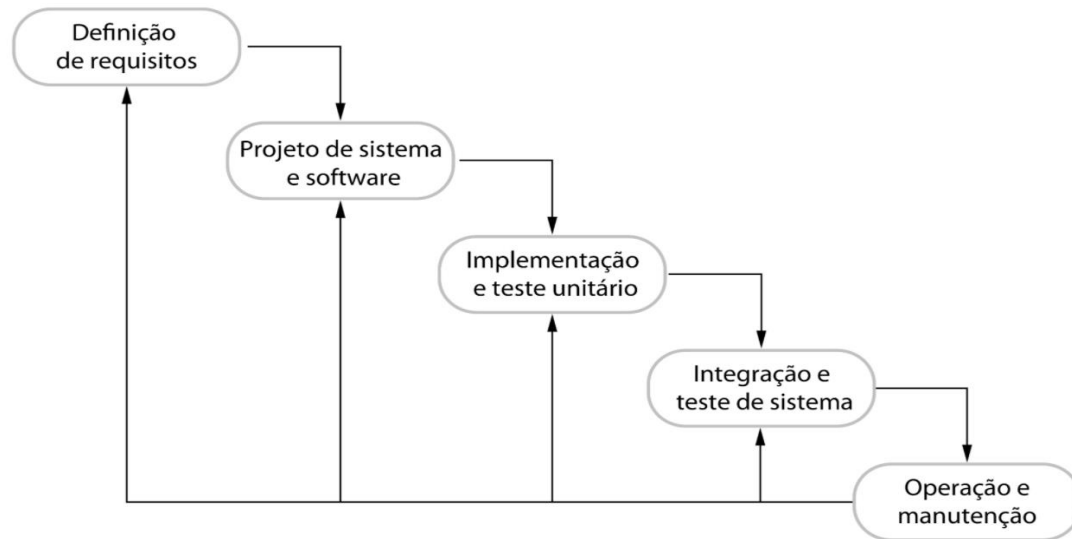 Definição
de requisitos
Projeto de sistema
e software
Implementação
e teste unitário
Integração e
teste de sistema
Operação e
manutenção